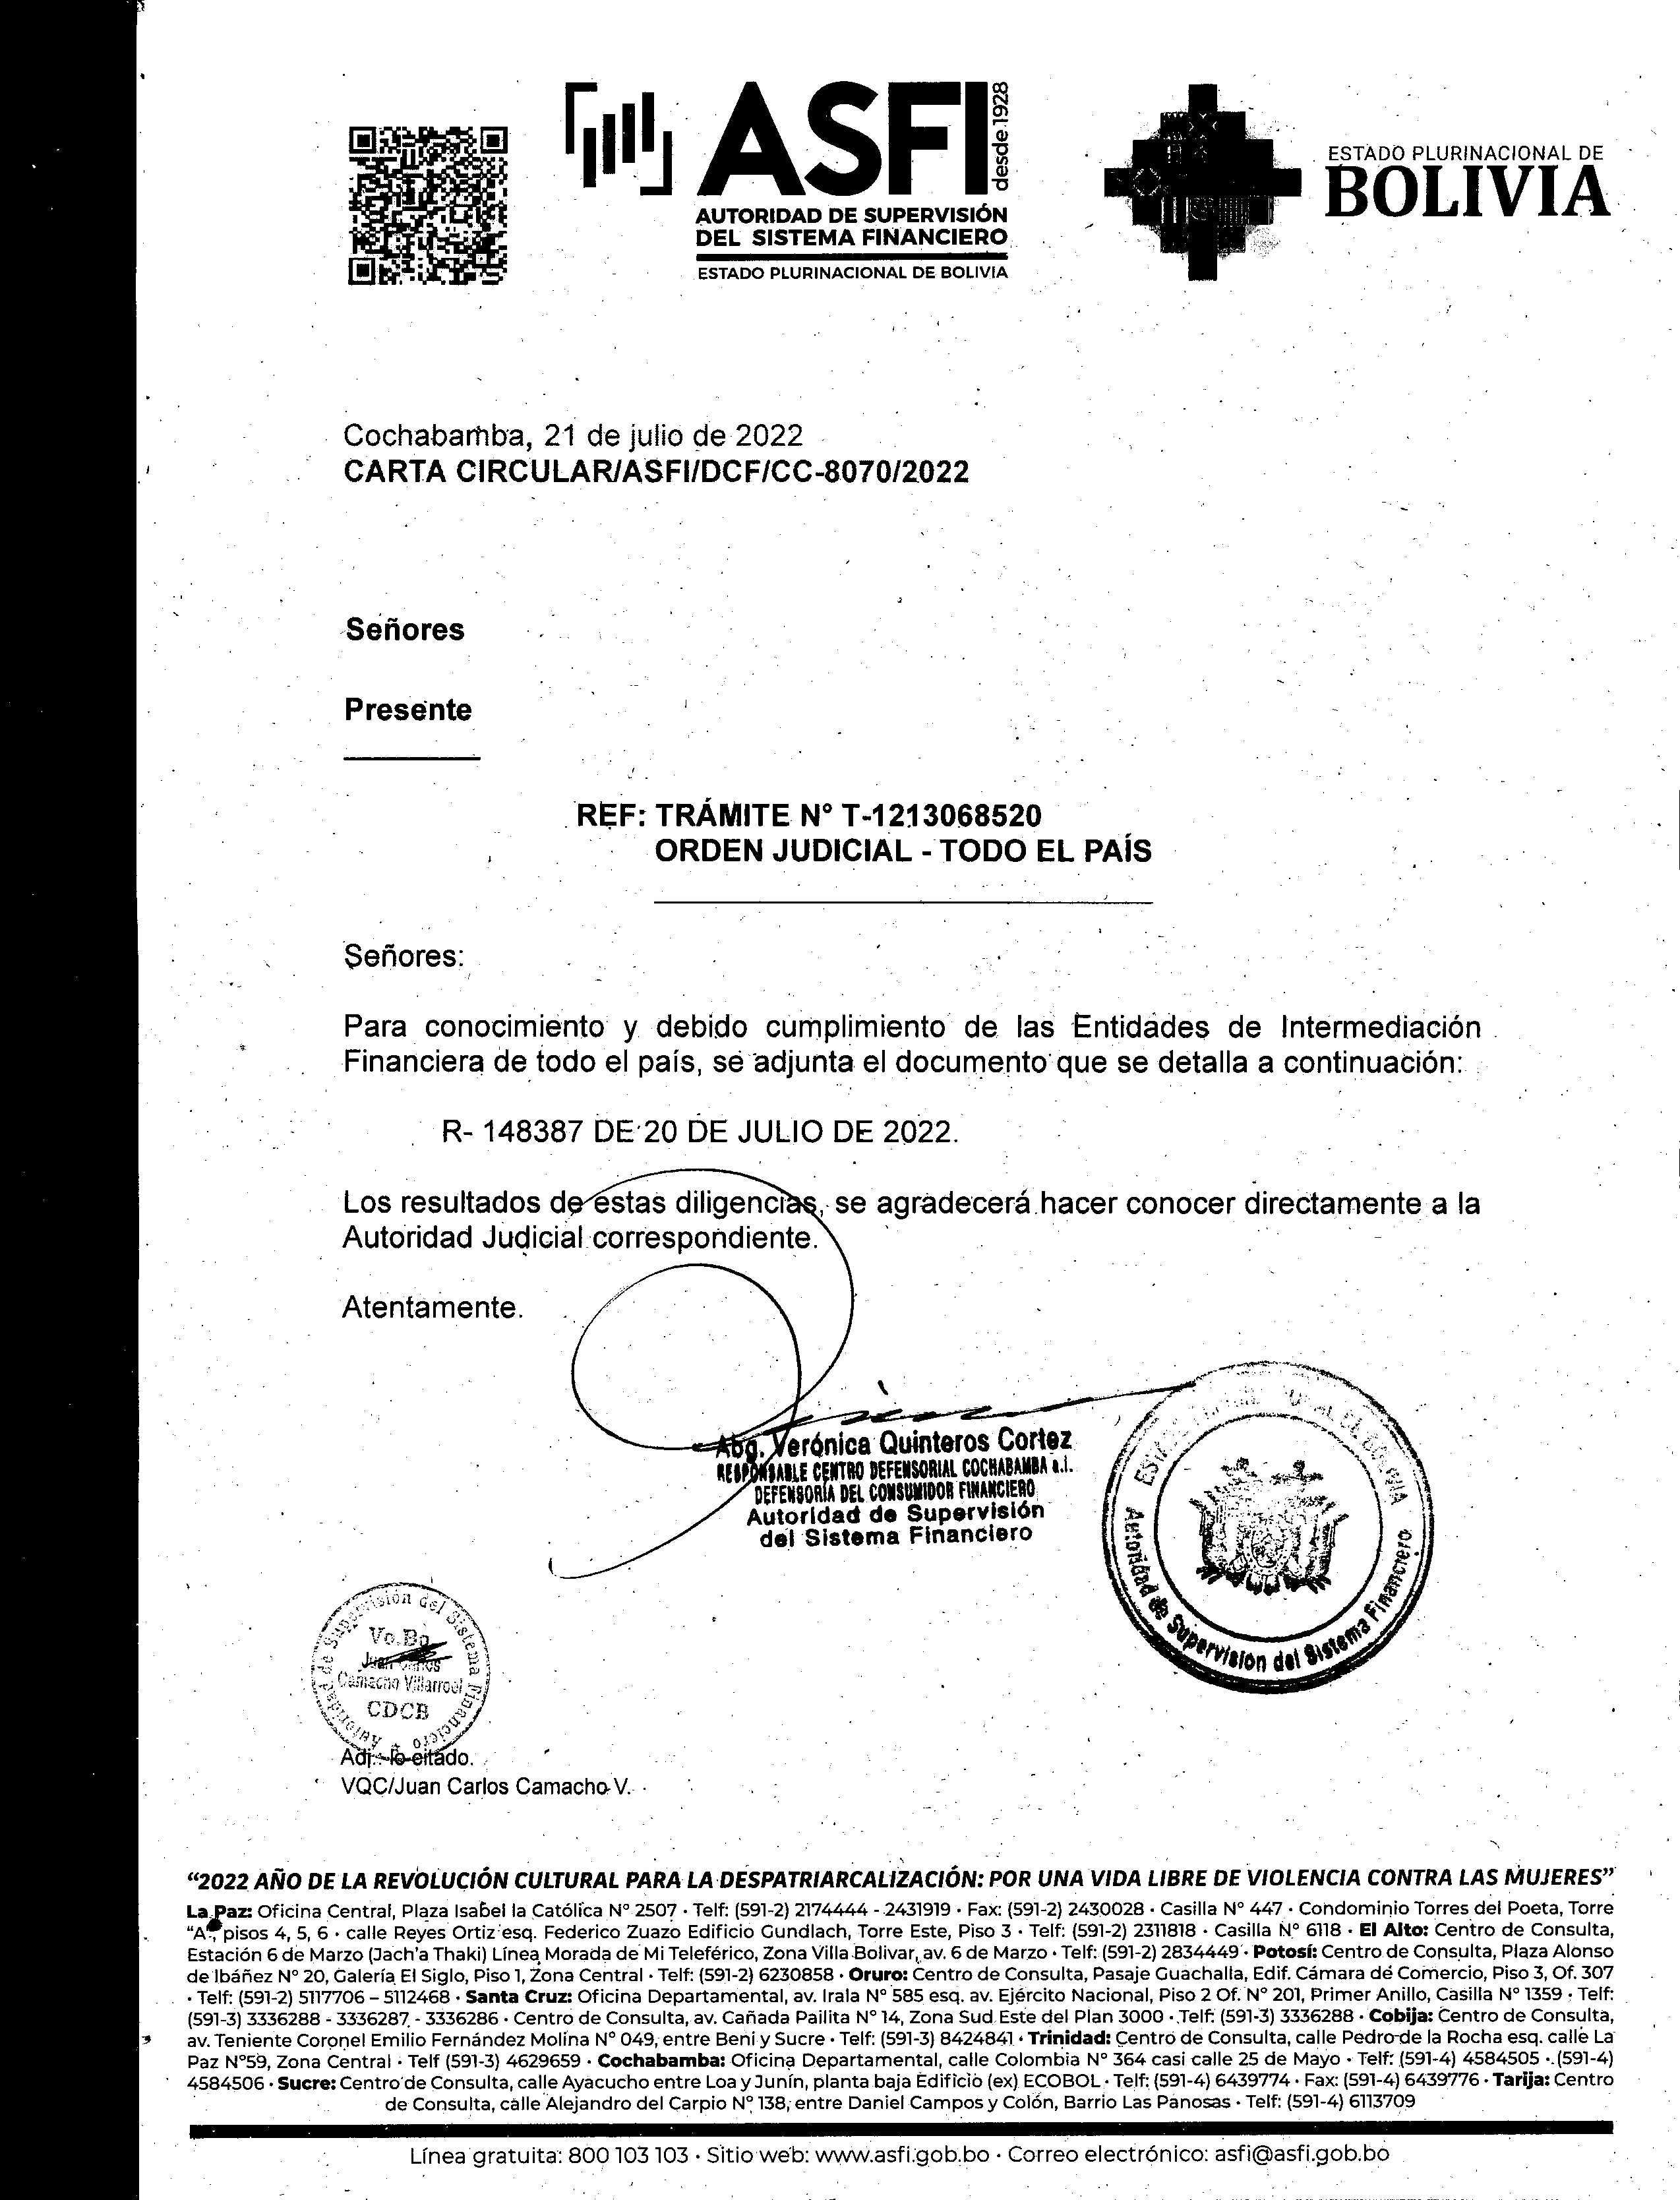 ASFI desde 1928
AUTORIDAD DE SUPERVISIÓN
DEL SISTEMA FINANCIERO
ESTADO PLURINACIONAL DE BOLIVIA
ESTADO PLURINACIONAL DE
BOLIVIA
Cochabamba, 21 de julio de 2022
CARTA CIRCULAR/ASFI/DCF/CC-8070/2022
Señores
Presente
REF: TRÁMITE N° T-1213068520
ORDEN JUDICIAL - TODO EL PAÍS
Señores:
Para conocimiento y debido cumplimiento de las Entidades de Intermediación
Financiera de todo el país, se adjunta el documento que se detalla a continuación:
R- 148387 DE 20 DE JULIO DE 2022.
Los resultados de estas diligencias, se agradecerá hacer conocer directamente a la
Autoridad Judicial correspondiente.
Atentamente.
Abg. Verónica Quinteros Cortez
RESPONSABLE CENTRO DEFENSORIAL COCHABAMBA a.i.
DEFENSORÍA DEL CONSUMIDOR FINANCIERO
Autoridad de Supervisión
del Sistema Financiero
Autoridad de Supervisión del Sistema Financiero
Autoridad de Supervisión del Sistema Financiero
Vo.Bo.
Juan Carlos
Camacho Villarroel
CDCB
Adj.: lo citado.
VQC/Juan Carlos Camacho V.
“2022 AÑO DE LA REVOLUCIÓN CULTURAL PARA LA DESPATRIARCALIZACIÓN: POR UNA VIDA LIBRE DE VIOLENCIA CONTRA LAS MUJERES”
La Paz: Oficina Central, Plaza Isabel la Católica N° 2507 · Telf: (591-2) 2174444 - 2431919 · Fax: (591-2) 2430028 · Casilla N° 447 · Condominio Torres del Poeta, Torre
“A”, pisos 4, 5, 6 · calle Reyes Ortiz esq. Federico Zuazo Edificio Gundlach, Torre Este, Piso 3 · Telf: (591-2) 2311818 · Casilla N° 6118 · El Alto: Centro de Consulta,
Estación 6 de Marzo (Jach’a Thaki) Línea Morada de Mi Teleférico, Zona Villa Bolivar, av. 6 de Marzo · Telf: (591-2) 2834449 · Potosí: Centro de Consulta, Plaza Alonso
de Ibáñez N° 20, Galería El Siglo, Piso 1, Zona Central · Telf: (591-2) 6230858 · Oruro: Centro de Consulta, Pasaje Guachalla, Edif. Cámara de Comercio, Piso 3, Of. 307
· Telf: (591-2) 5117706 – 5112468 · Santa Cruz: Oficina Departamental, av. Irala N° 585 esq. av. Ejército Nacional, Piso 2 Of. N° 201, Primer Anillo, Casilla N° 1359 · Telf:
(591-3) 3336288 - 3336287 - 3336286 · Centro de Consulta, av. Cañada Pailita N° 14, Zona Sud Este del Plan 3000 · Telf: (591-3) 3336288 · Cobija: Centro de Consulta,
av. Teniente Coronel Emilio Fernández Molina N° 049, entre Beni y Sucre · Telf: (591-3) 8424841 · Trinidad: Centro de Consulta, calle Pedro de la Rocha esq. calle La
Paz N°59, Zona Central · Telf (591-3) 4629659 · Cochabamba: Oficina Departamental, calle Colombia N° 364 casi calle 25 de Mayo · Telf: (591-4) 4584505 · (591-4)
4584506 · Sucre: Centro de Consulta, calle Ayacucho entre Loa y Junín, planta baja Edificio (ex) ECOBOL · Telf: (591-4) 6439774 · Fax: (591-4) 6439776 · Tarija: Centro
de Consulta, calle Alejandro del Carpio N° 138, entre Daniel Campos y Colón, Barrio Las Panosas · Telf: (591-4) 6113709
Línea gratuita: 800 103 103 · Sitio web: www.asfi.gob.bo · Correo electrónico: asfi@asfi.gob.bo